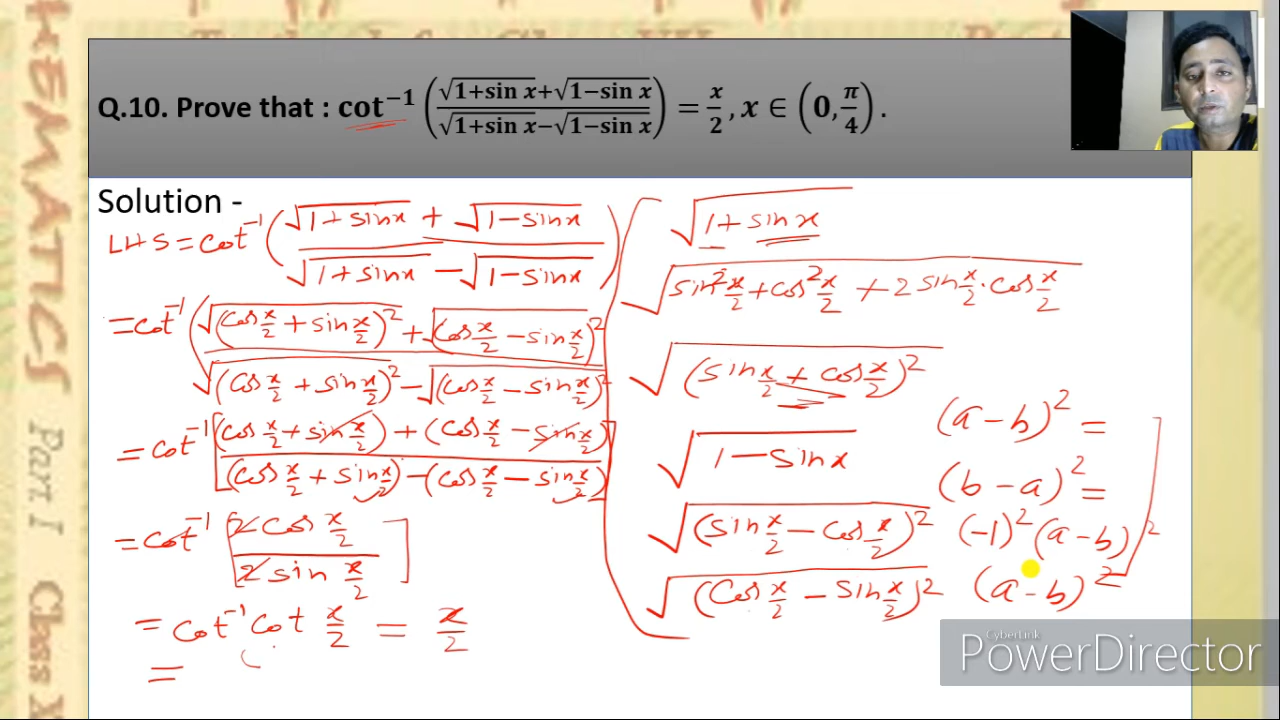 Q.10. Prove that : cot⁻¹ ((√(1+sin x)+√(1−sin x))/(√(1+sin x)−√(1−sin x))) = x/2, x ∈ (0, π/4).
Solution -
LHS = cot⁻¹ ((√(1+sinx) + √(1−sinx))/(√(1+sinx) − √(1−sinx)))
= cot⁻¹ ((√(cos x/2 + sin x/2)² + √(cos x/2 − sin x/2)²)/(√(cos x/2 + sin x/2)² − √(cos x/2 − sin x/2)²))
= cot⁻¹ [((cos x/2 + sin x/2) + (cos x/2 − sin x/2))/((cos x/2 + sin x/2) − (cos x/2 − sin x/2))]
= cot⁻¹ [(2 cos x/2)/(2 sin x/2)]
= cot⁻¹ cot x/2 = x/2
=
√(1+sinx)
√(sin² x/2 + cos² x/2 + 2 sin x/2 · cos x/2)
√(sin x/2 + cos x/2)²
√(1−sinx)
√(sin x/2 − cos x/2)²
√(cos x/2 − sin x/2)²
(a−b)² =
(b−a)² =
(−1)² (a−b)²
(a−b)²
CyberLink
PowerDirector
HEMATICS
Part I
Class X